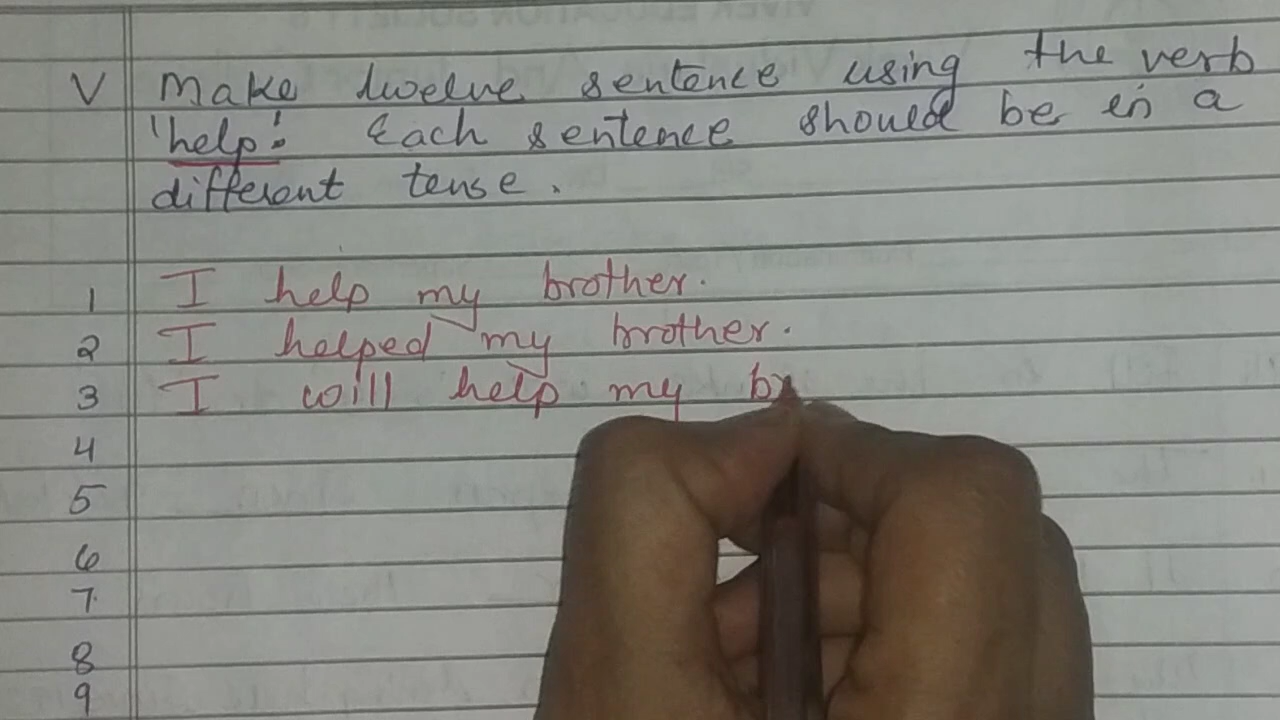 V Make twelve sentence using the verb
'help'. Each sentence should be in a
different tense.
1 I help my brother.
2 I helped my brother.
3 I will help my br
4
5
6
7.
8
9